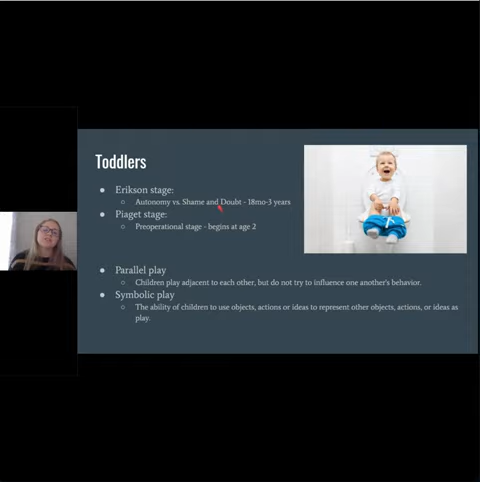 Toddlers
● Erikson stage:
○ Autonomy vs. Shame and Doubt - 18mo-3 years
● Piaget stage:
○ Preoperational stage - begins at age 2
● Parallel play
○ Children play adjacent to each other, but do not try to influence one another's behavior.
● Symbolic play
○ The ability of children to use objects, actions or ideas to represent other objects, actions, or ideas as
play.